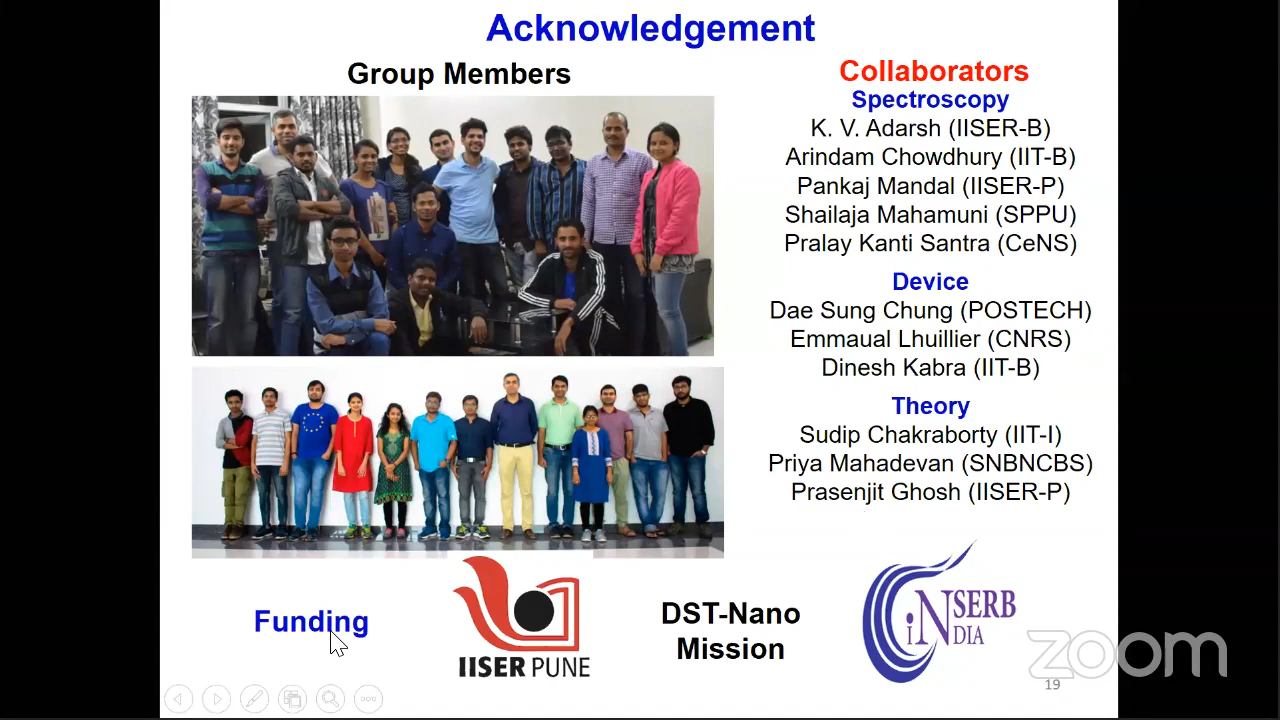 Acknowledgement
Group Members
Collaborators
Spectroscopy
K. V. Adarsh (IISER-B)
Arindam Chowdhury (IIT-B)
Pankaj Mandal (IISER-P)
Shailaja Mahamuni (SPPU)
Pralay Kanti Santra (CeNS)
Device
Dae Sung Chung (POSTECH)
Emmaual Lhuillier (CNRS)
Dinesh Kabra (IIT-B)
Theory
Sudip Chakraborty (IIT-I)
Priya Mahadevan (SNBNCBS)
Prasenjit Ghosh (IISER-P)
Funding
IISER PUNE
DST-Nano
Mission
SERB
iNDIA
zoom
19